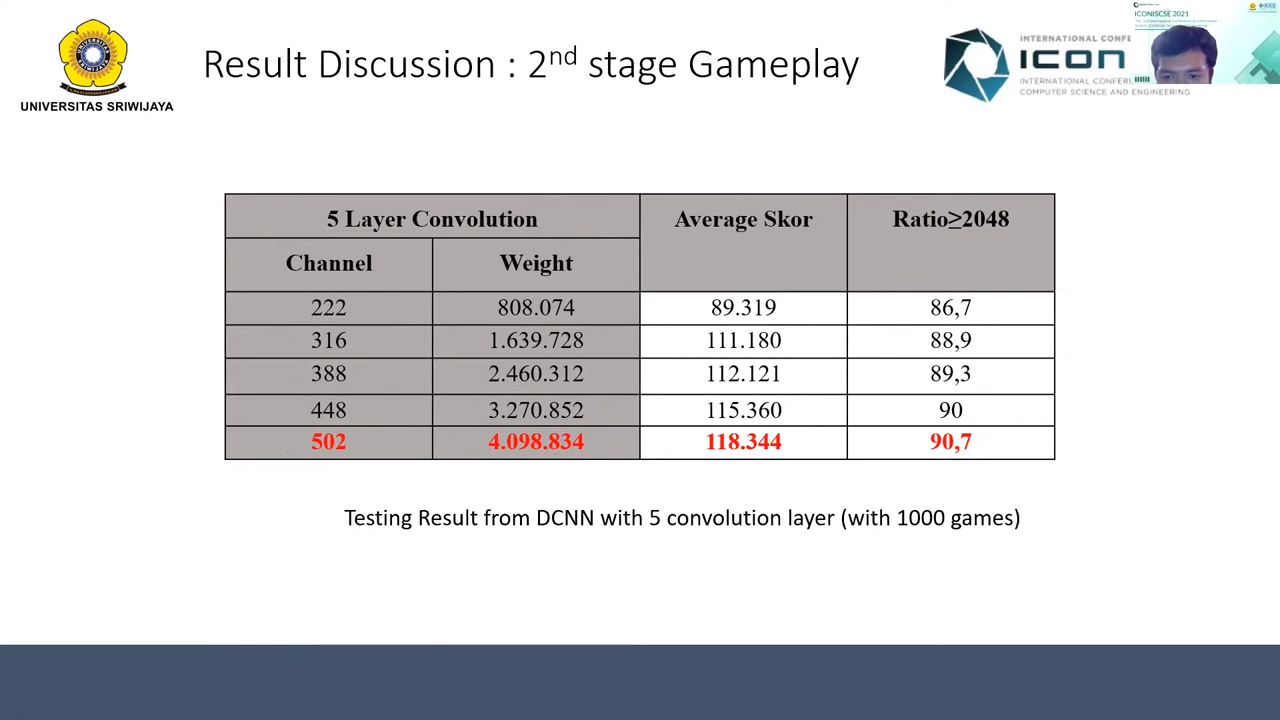 Result Discussion : 2nd stage Gameplay
UNIVERSITAS SRIWIJAYA
INTERNATIONAL CONFE
ICON
INTERNATIONAL CONFER
COMPUTER SCIENCE AND ENGINEERING
ICONISCSE 2021
5 Layer Convolution Average Skor Ratio≥2048
Channel Weight
222 808.074 89.319 86,7
316 1.639.728 111.180 88,9
388 2.460.312 112.121 89,3
448 3.270.852 115.360 90
502 4.098.834 118.344 90,7
Testing Result from DCNN with 5 convolution layer (with 1000 games)